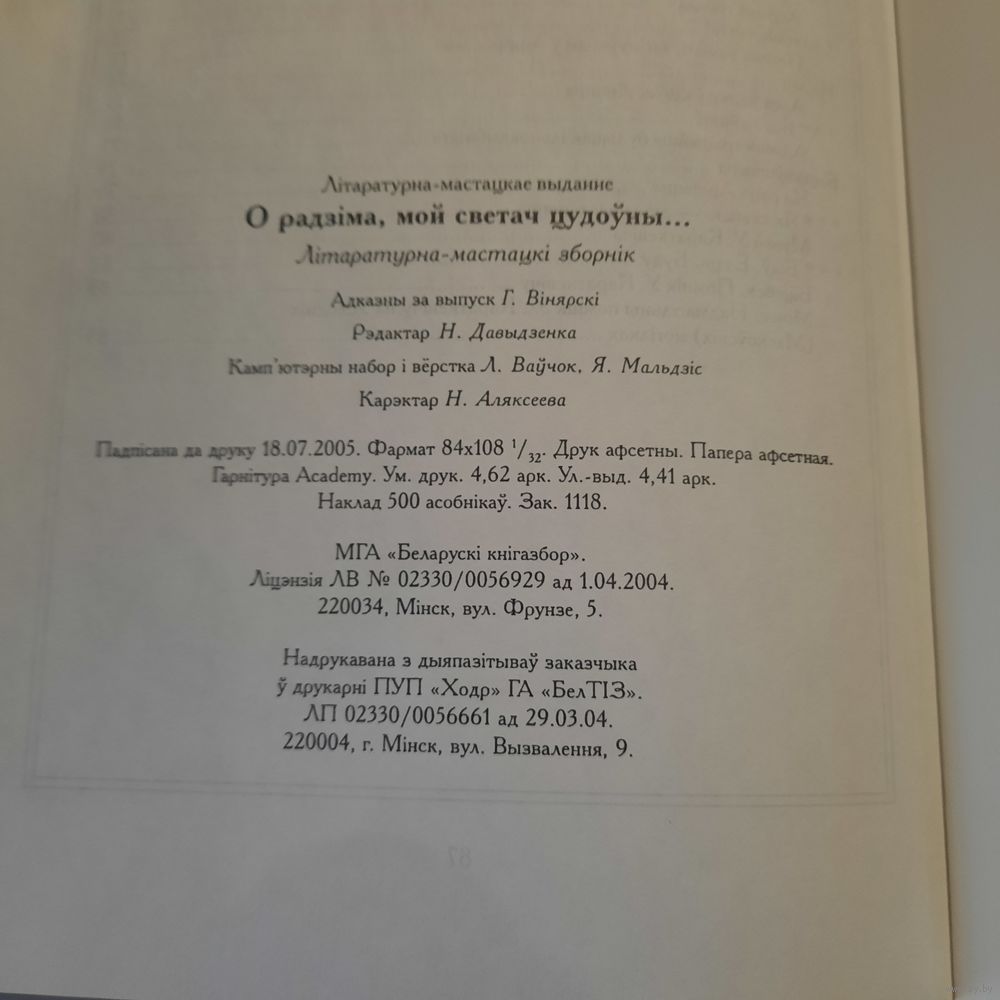 Літаратурна-мастацкае выданне
О радзіма, мой светач цудоўны...
Літаратурна-мастацкі зборнік
Адказны за выпуск Г. Вінярскі
Рэдактар Н. Давыдзенка
Камп'ютэрны набор і вёрстка Л. Ваўчок, Я. Мальдзіс
Карэктар Н. Аляксеева
Падпісана да друку 18.07.2005. Фармат 84х108 1/32. Друк афсетны. Папера афсетная.
Гарнітура Academy. Ум. друк. 4,62 арк. Ул.-выд. 4,41 арк.
Наклад 500 асобнікаў. Зак. 1118.
МГА «Беларускі кнігазбор».
Ліцэнзія ЛВ № 02330/0056929 ад 1.04.2004.
220034, Мінск, вул. Фрунзе, 5.
Надрукавана з дыяпазітываў заказчыка
ў друкарні ПУП «Ходр» ГА «БелТІЗ».
ЛП 02330/0056661 ад 29.03.04.
220004, г. Мінск, вул. Вызвалення, 9.
87